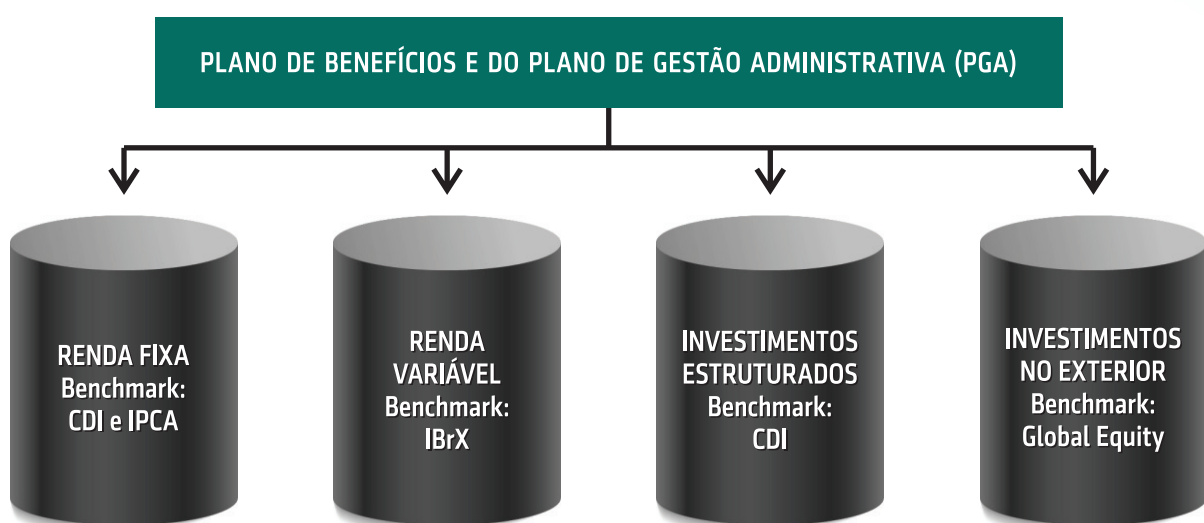 PLANO DE BENEFÍCIOS E DO PLANO DE GESTÃO ADMINISTRATIVA (PGA)
RENDA FIXA
Benchmark:
CDI e IPCA
RENDA
VARIÁVEL
Benchmark:
IBrX
INVESTIMENTOS
ESTRUTURADOS
Benchmark:
CDI
INVESTIMENTOS
NO EXTERIOR
Benchmark:
Global Equity